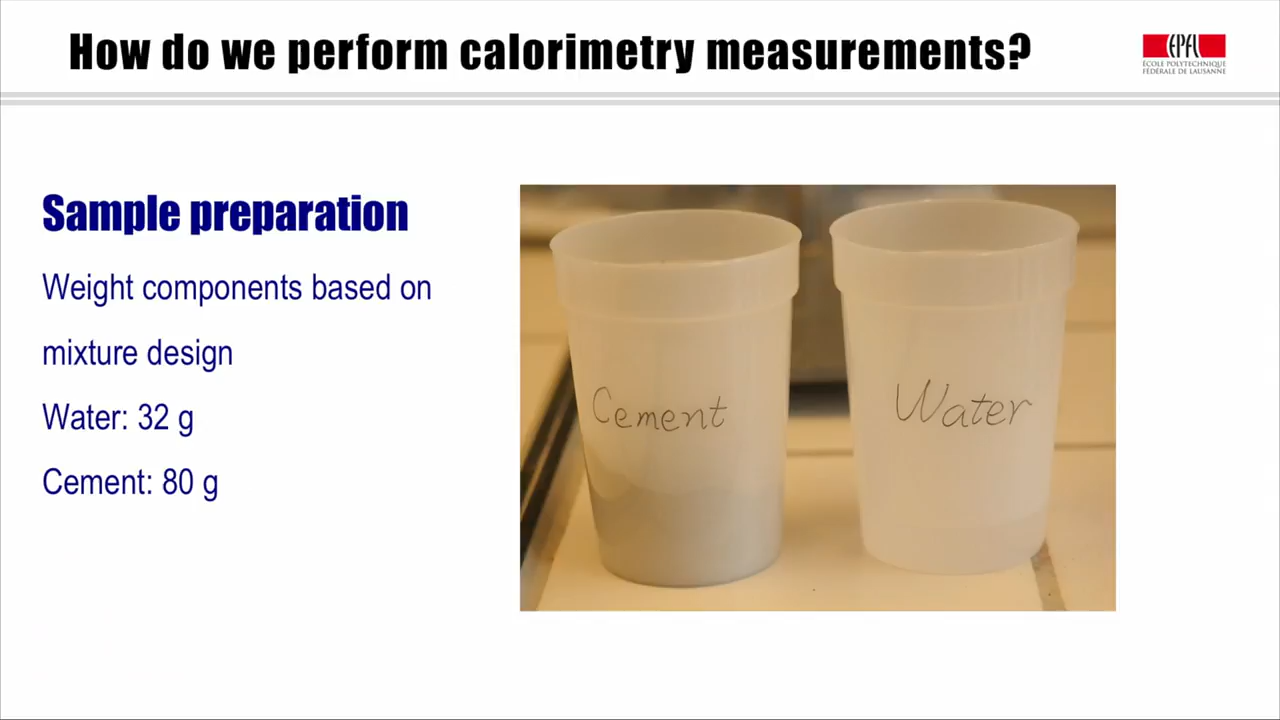 How do we perform calorimetry measurements?
EPFL
ÉCOLE POLYTECHNIQUE
FÉDÉRALE DE LAUSANNE
Sample preparation
Weight components based on
mixture design
Water: 32 g
Cement: 80 g
Cement
Water